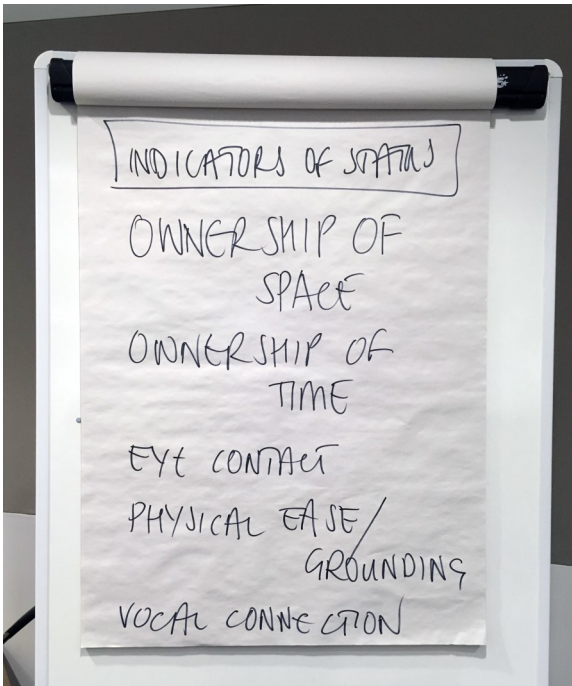 INDICATORS OF STATUS
OWNERSHIP OF
SPACE
OWNERSHIP OF
TIME
EYE CONTACT
PHYSICAL EASE/
GROUNDING
VOCAL CONNECTION